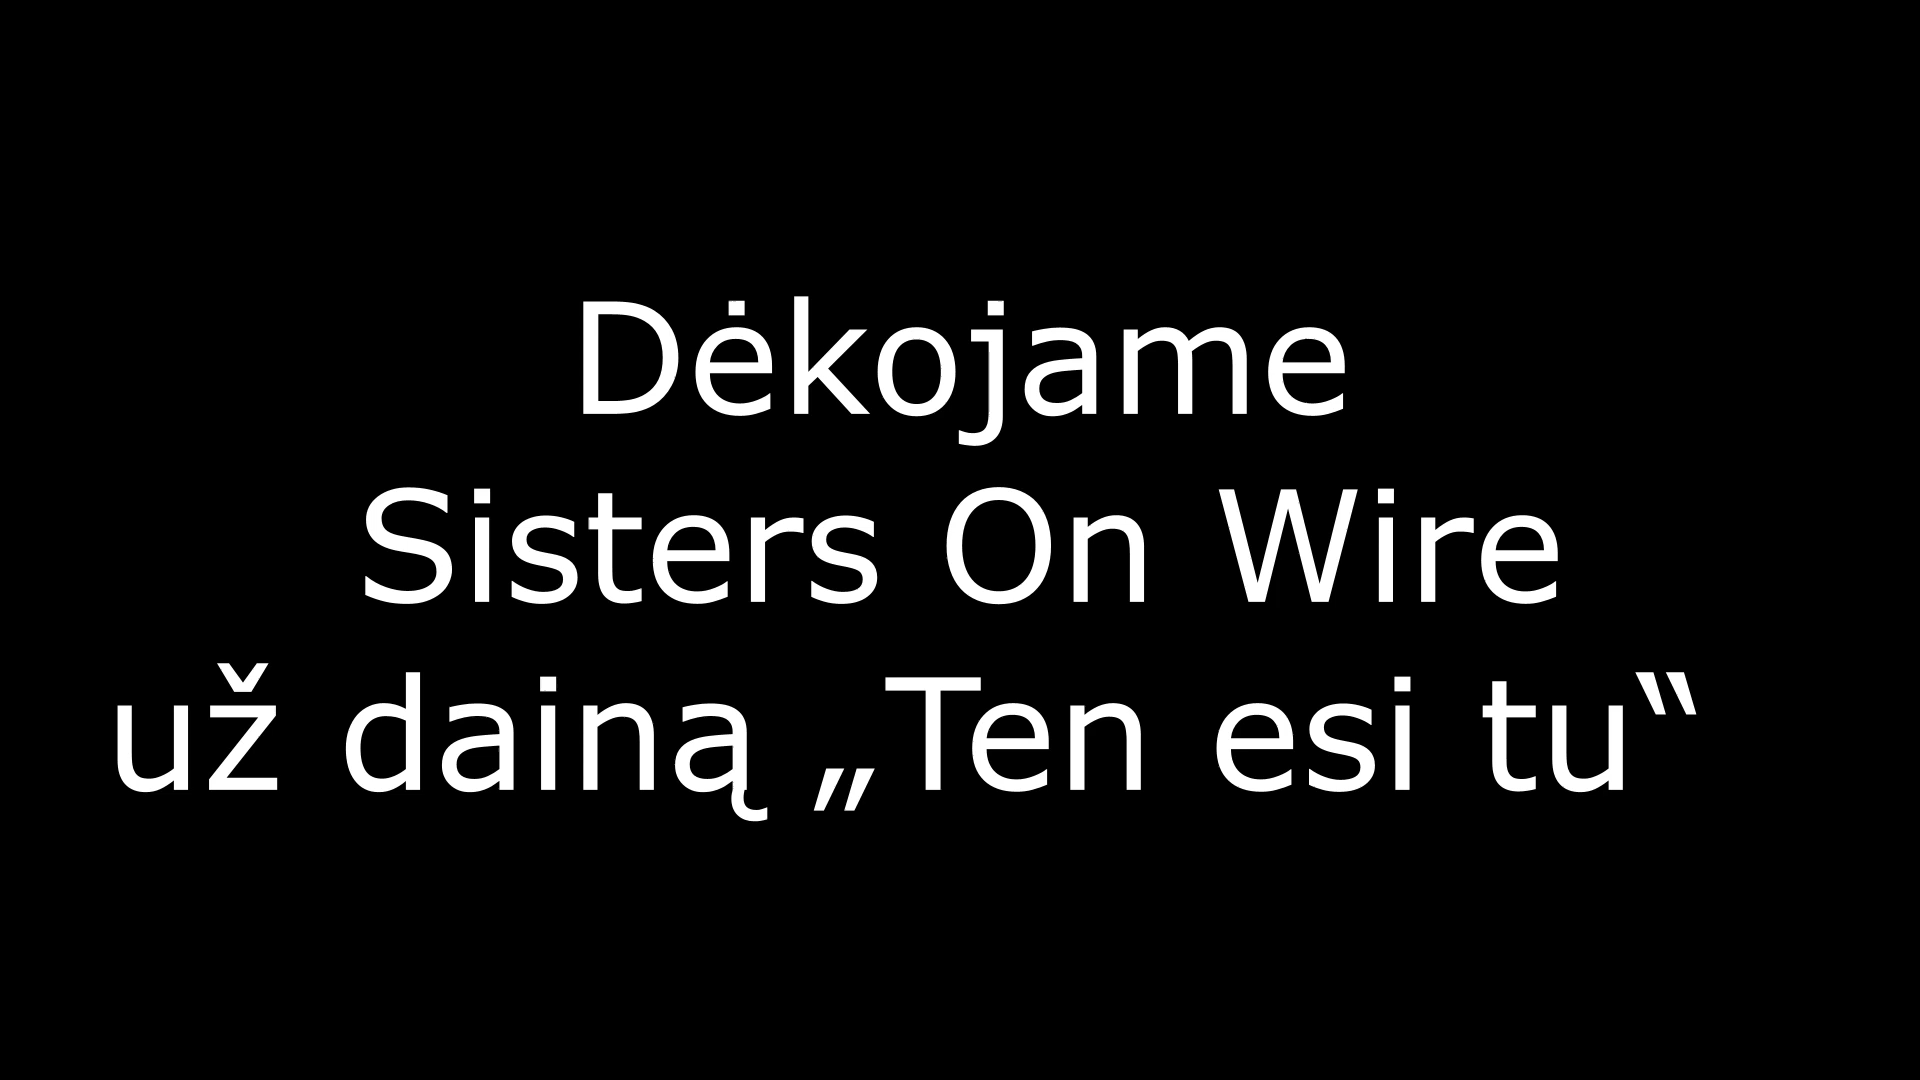 Dėkojame
Sisters On Wire
už dainą „Ten esi tu“